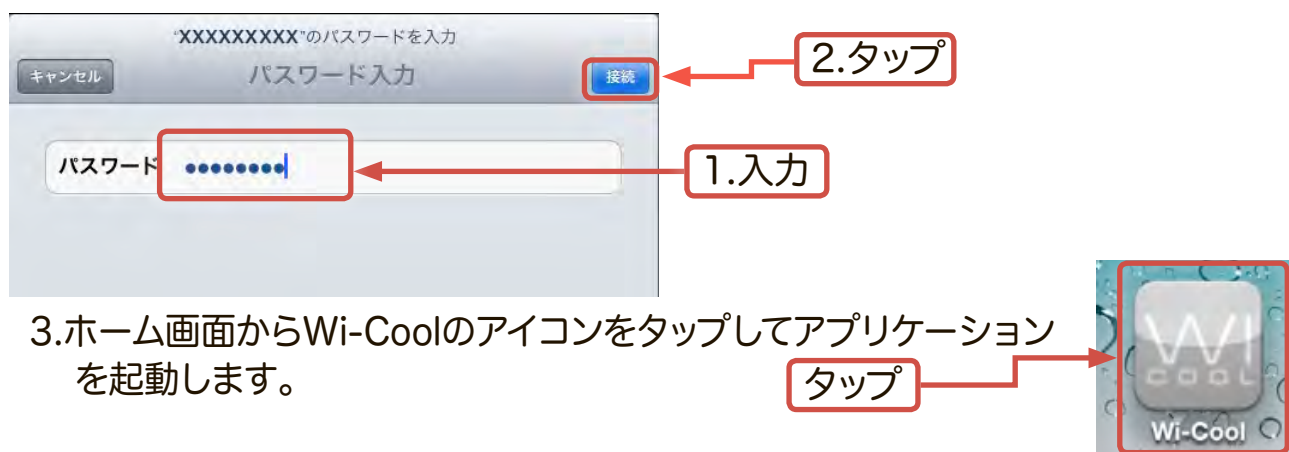 “XXXXXXXXX”のパスワードを入力
キャンセル
パスワード入力
接続
2.タップ
パスワード ••••••••
1.入力
3.ホーム画面からWi-Coolのアイコンをタップしてアプリケーション
を起動します。
タップ
WI
COOL
Wi-Cool